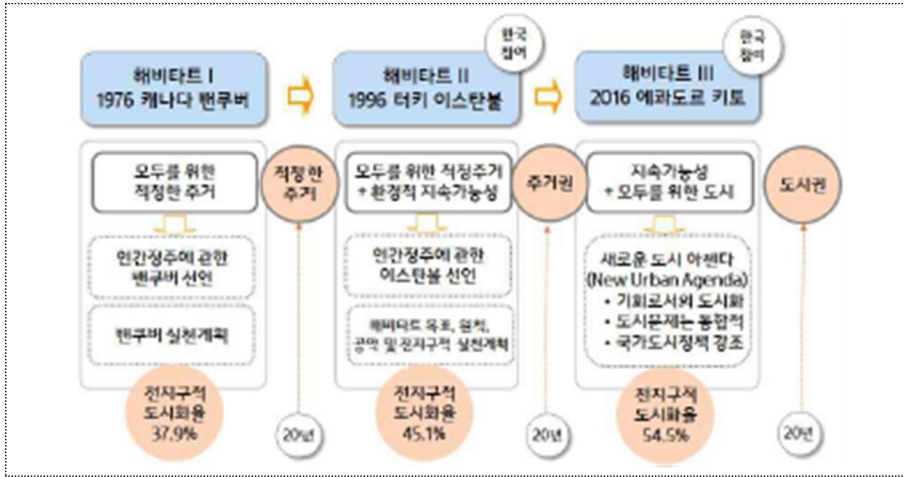 한국
참여
한국
참여
해비타트 I
1976 캐나다 밴쿠버
해비타트 II
1996 터키 이스탄불
해비타트 III
2016 에콰도르 키토
모두를 위한
적정한 주거
적정한
주거
모두를 위한 적정주거
+ 환경적 지속가능성
주거권
지속가능성
+ 모두를 위한 도시
도시권
인간정주에 관한
밴쿠버 선언
인간정주에 관한
이스탄불 선언
새로운 도시 아젠다
(New Urban Agenda)
• 기회로서의 도시화
• 도시문제는 통합적
• 국가도시정책 강조
밴쿠버 실천계획
해비타트 목표, 원칙,
공약 및 전지구적 실천계획
전지구적
도시화율
37.9%
20년
전지구적
도시화율
45.1%
20년
전지구적
도시화율
54.5%
20년